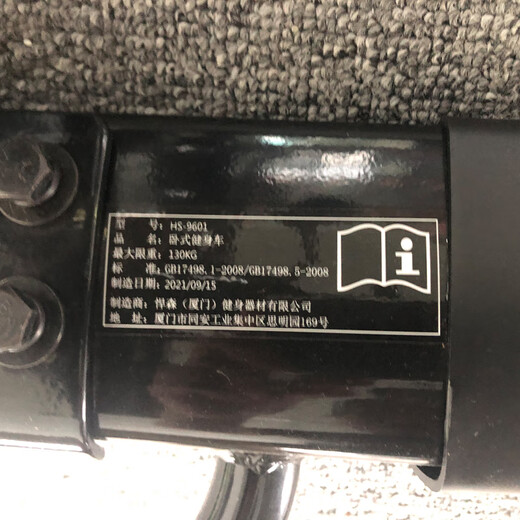 型 号: HS-9601
品 名: 卧式健身车
最大限重: 130KG
标 准: GB17498.1-2008/GB17498.5-2008
制造日期: 2021/09/15
制造商: 悍森(厦门)健身器材有限公司
地 址: 厦门市同安工业集中区思明园169号